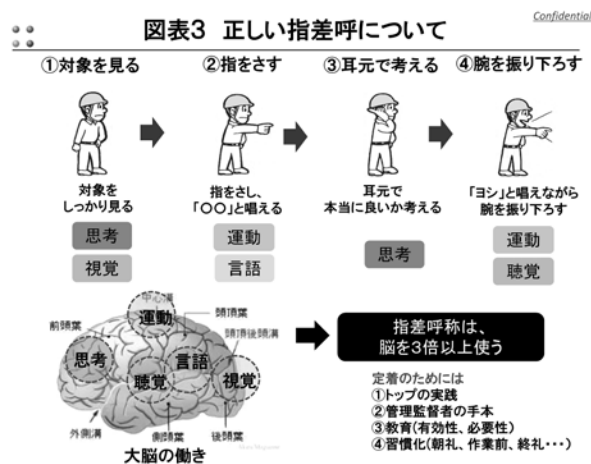 Confidential
図表3 正しい指差呼について
①対象を見る
②指をさす
③耳元で考える
④腕を振り下ろす
対象を
しっかり見る
指をさし、
「〇〇」と唱える
耳元で
本当に良いか考える
「ヨシ」と唱えながら
腕を振り下ろす
思考
視覚
運動
言語
思考
運動
聴覚
中心溝
運動
頭頂葉
前頭葉
頭頂後頭溝
思考
言語
聴覚
視覚
外側溝
側頭葉
後頭葉
大脳の働き
指差呼称は、
脳を3倍以上使う
定着のためには
①トップの実践
②管理監督者の手本
③教育(有効性、必要性)
④習慣化(朝礼、作業前、終礼・・・)